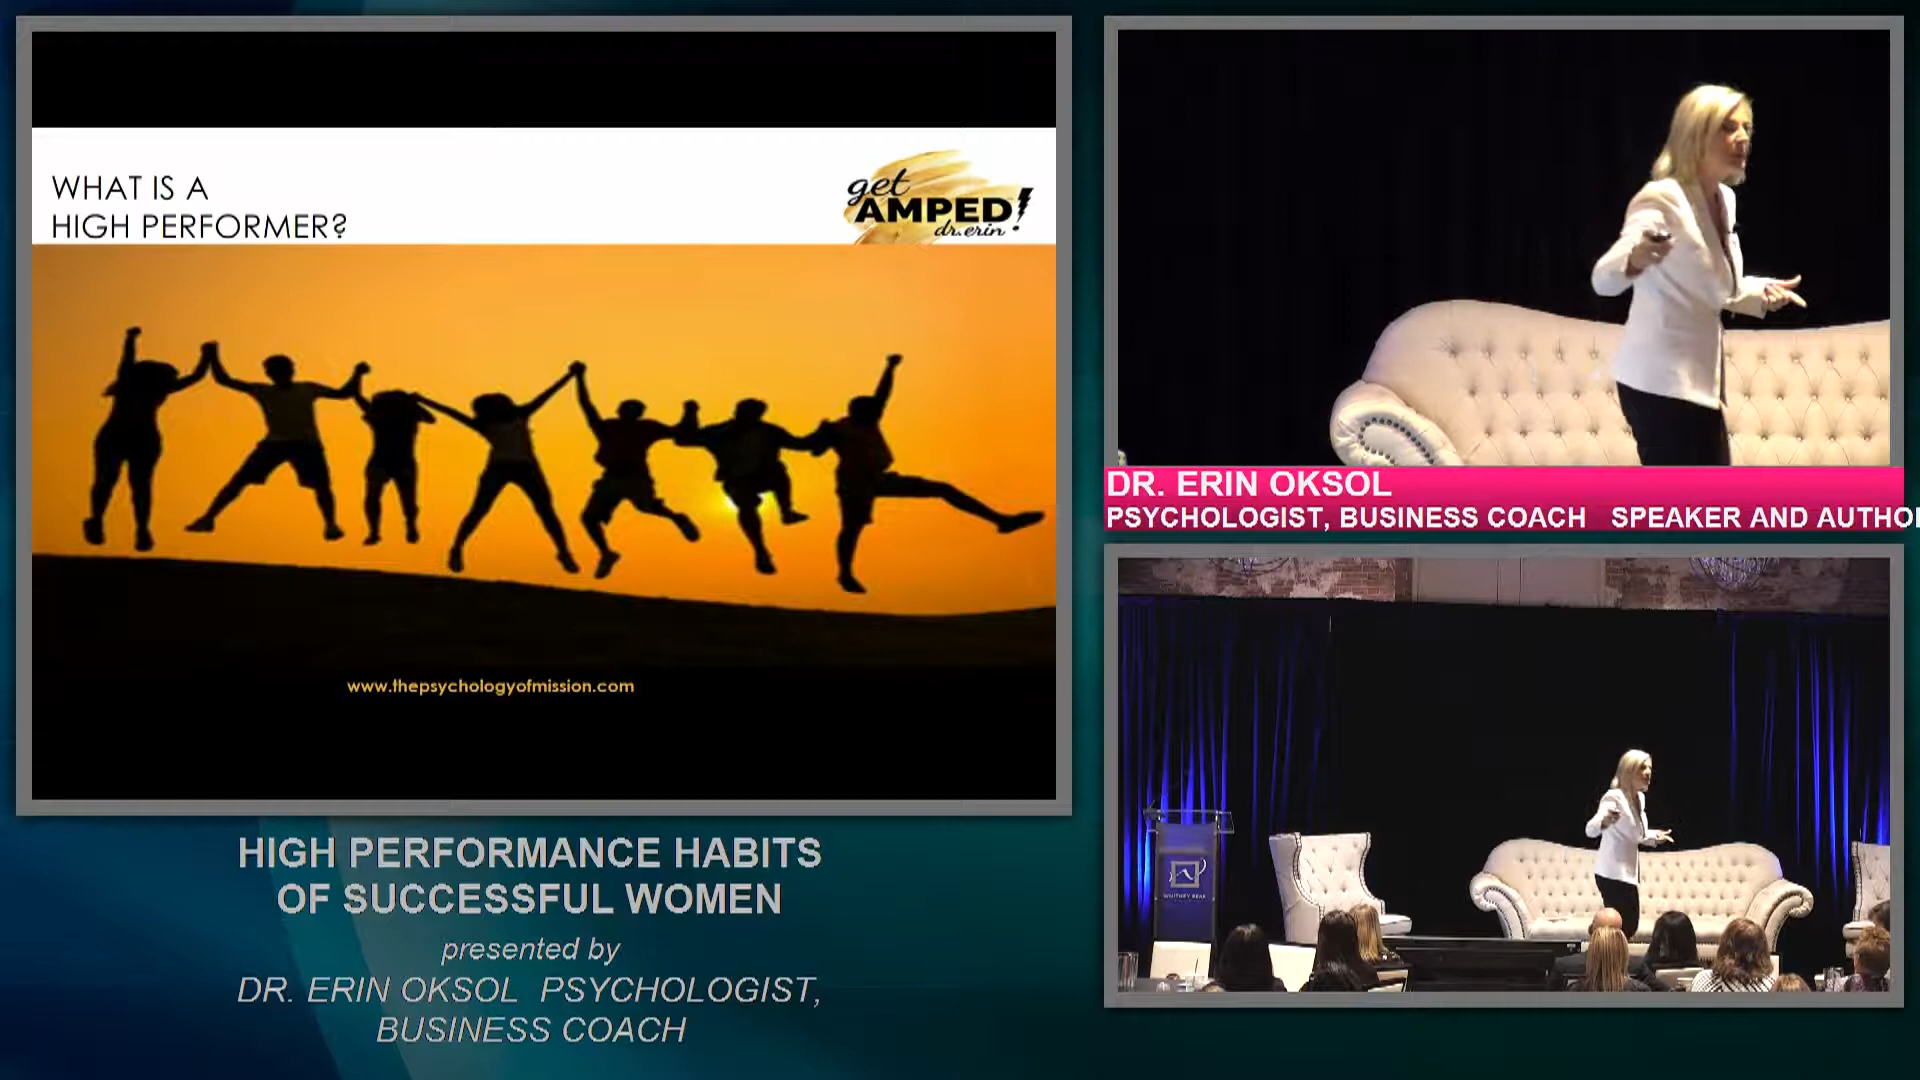 WHAT IS A
HIGH PERFORMER?
get
AMPED!
dr.erin
www.thepsychologyofmission.com
HIGH PERFORMANCE HABITS
OF SUCCESSFUL WOMEN
presented by
DR. ERIN OKSOL PSYCHOLOGIST,
BUSINESS COACH
DR. ERIN OKSOL
PSYCHOLOGIST, BUSINESS COACH SPEAKER AND AUTHO